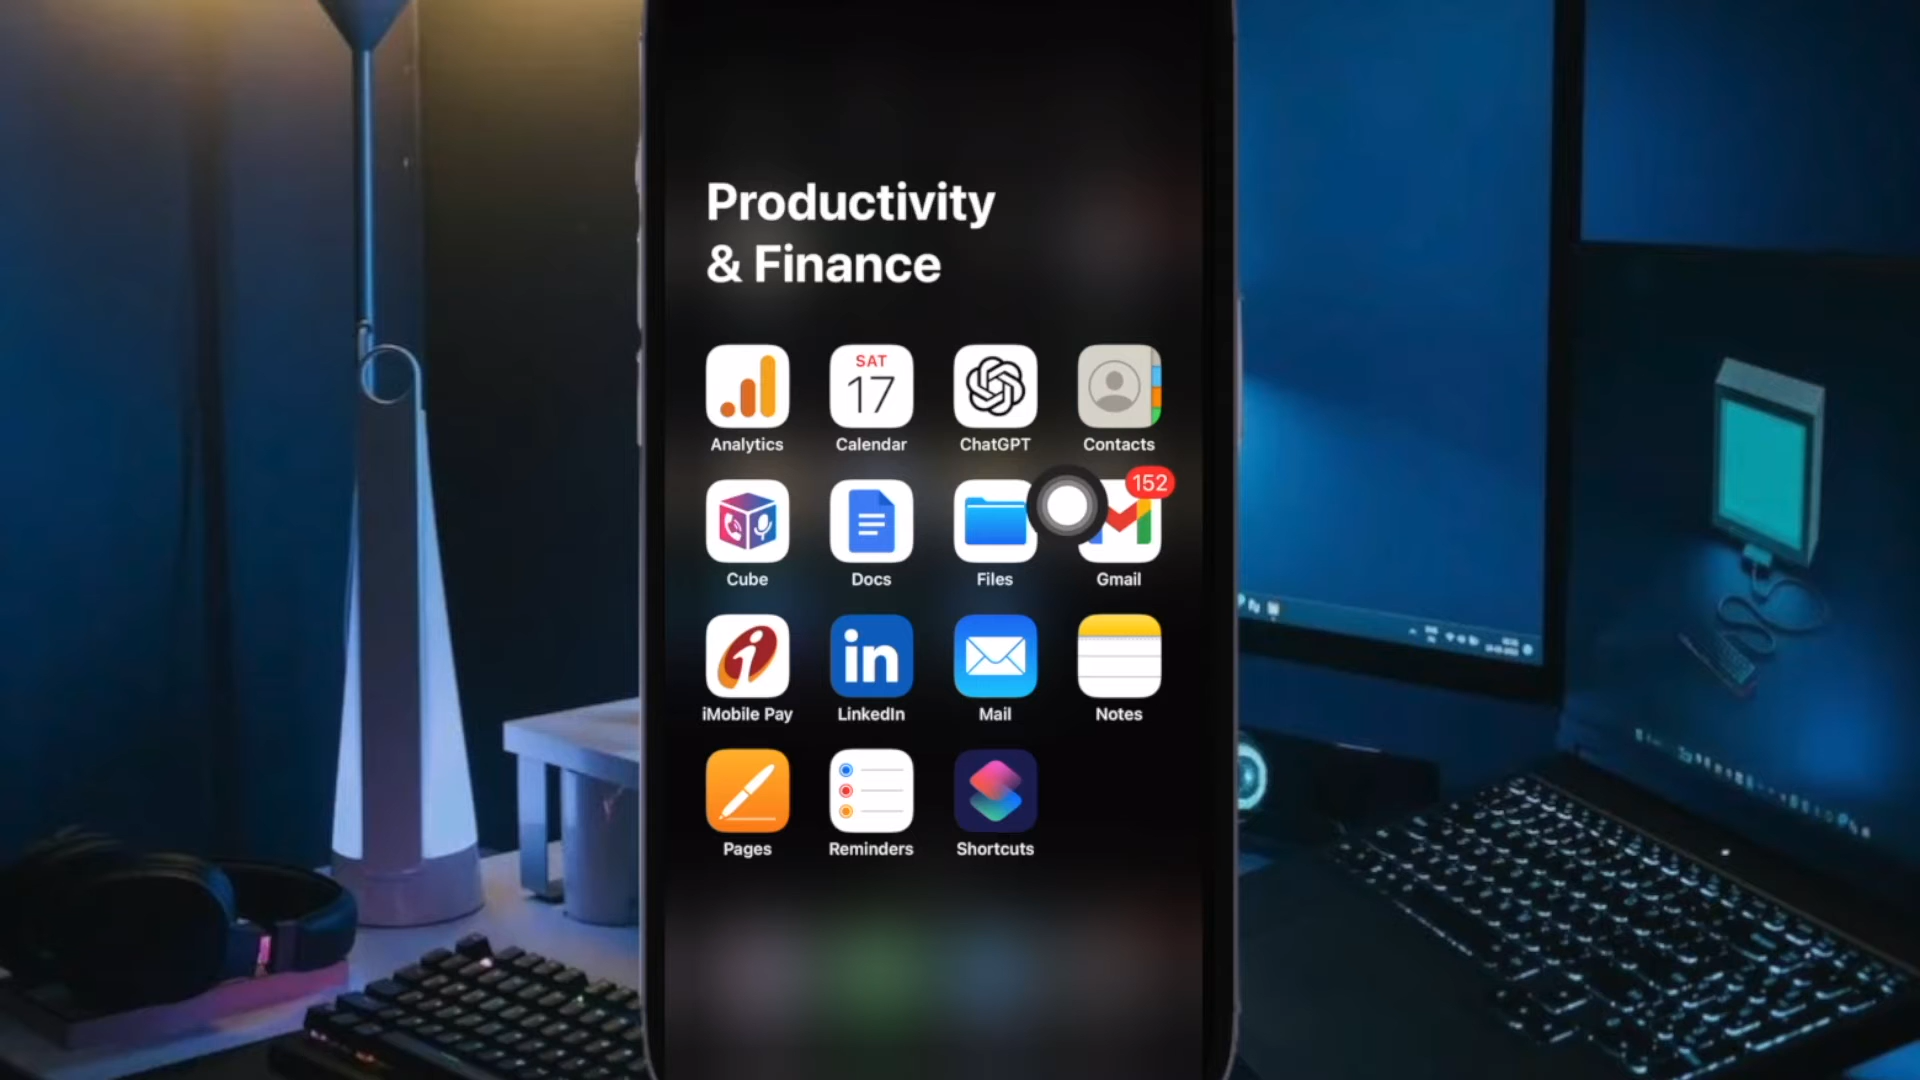 Productivity
& Finance
SAT
17
Analytics
Calendar
ChatGPT
Contacts
152
Cube
Docs
Files
Gmail
in
iMobile Pay
LinkedIn
Mail
Notes
Pages
Reminders
Shortcuts